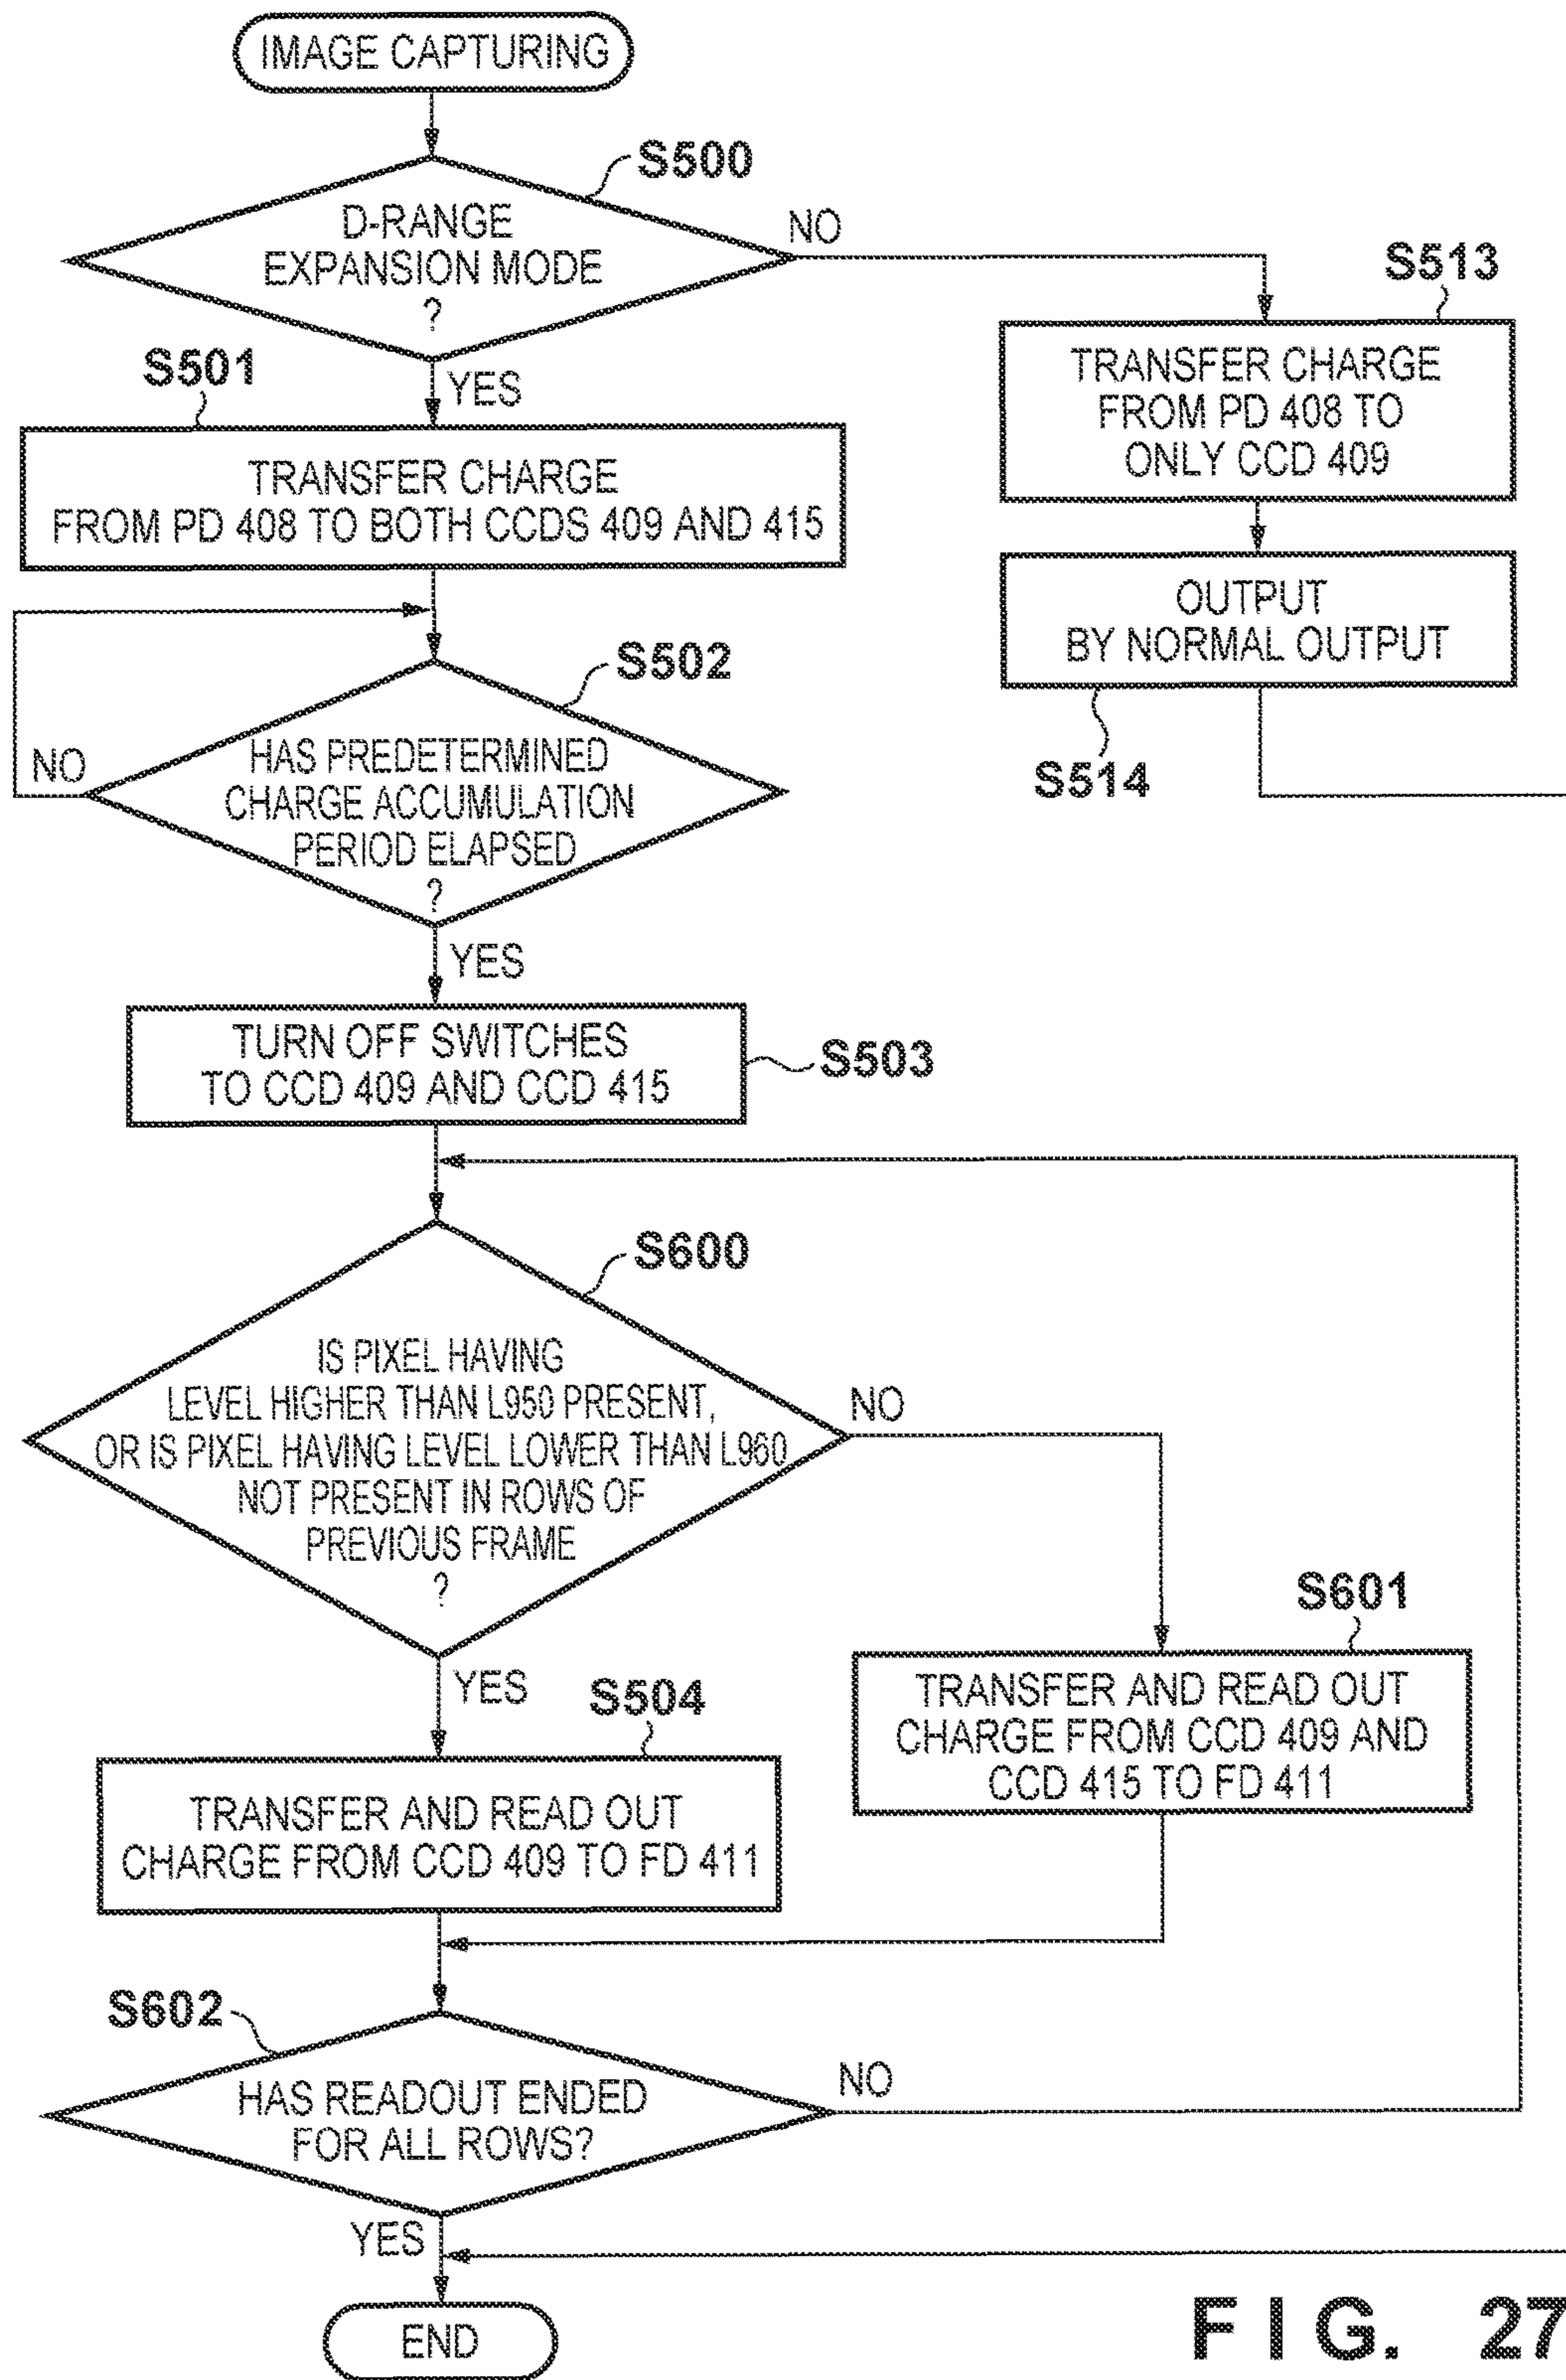 IMAGE CAPTURING
S500
D-RANGE
EXPANSION MODE
?
NO
YES
S513
TRANSFER CHARGE
FROM PD 408 TO
ONLY CCD 409
OUTPUT
BY NORMAL OUTPUT
S514
S501
TRANSFER CHARGE
FROM PD 408 TO BOTH CCDS 409 AND 415
S502
HAS PREDETERMINED
CHARGE ACCUMULATION
PERIOD ELAPSED
?
NO
YES
TURN OFF SWITCHES
TO CCD 409 AND CCD 415
S503
S600
IS PIXEL HAVING
LEVEL HIGHER THAN L950 PRESENT,
OR IS PIXEL HAVING LEVEL LOWER THAN L960
NOT PRESENT IN ROWS OF
PREVIOUS FRAME
?
NO
YES
S601
TRANSFER AND READ OUT
CHARGE FROM CCD 409 AND
CCD 415 TO FD 411
S504
TRANSFER AND READ OUT
CHARGE FROM CCD 409 TO FD 411
S602
HAS READOUT ENDED
FOR ALL ROWS?
NO
YES
END
FIG. 27